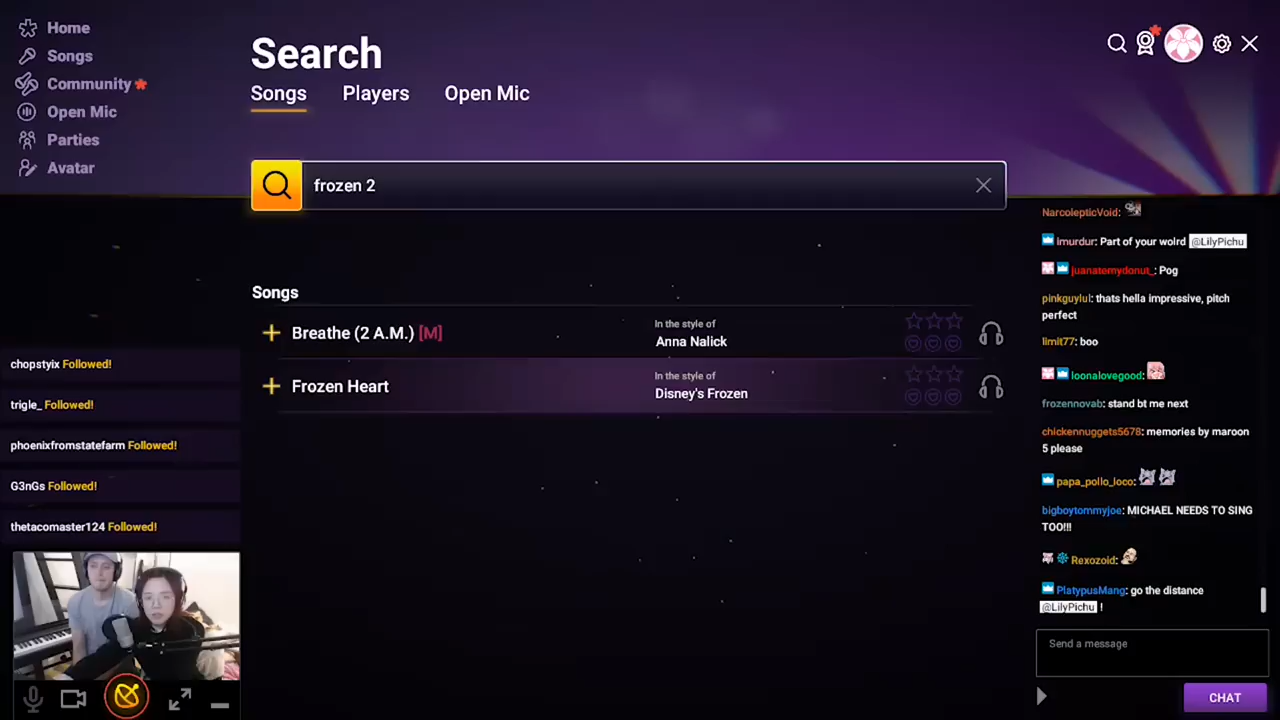 Home
Songs
Community
Open Mic
Parties
Avatar
Search
Songs Players Open Mic
frozen 2
Songs
Breathe (2 A.M.) [M]
In the style of
Anna Nalick
Frozen Heart
In the style of
Disney's Frozen
chopstyix Followed!
trigle_ Followed!
phoenixfromstatefarm Followed!
G3nGs Followed!
thetacomaster124 Followed!
NarcolepticVoid:
imurdur: Part of your wolrd @LilyPichu
juanatemydonut_: Pog
pinkguylul: thats hella impressive, pitch
perfect
limit77: boo
loonalovegood:
frozennovab: stand bt me next
chickennuggets5678: memories by maroon
5 please
papa_pollo_loco:
bigboytommyjoe: MICHAEL NEEDS TO SING
TOO!!!
Rexozoid:
PlatypusMang: go the distance
@LilyPichu !
Send a message
CHAT